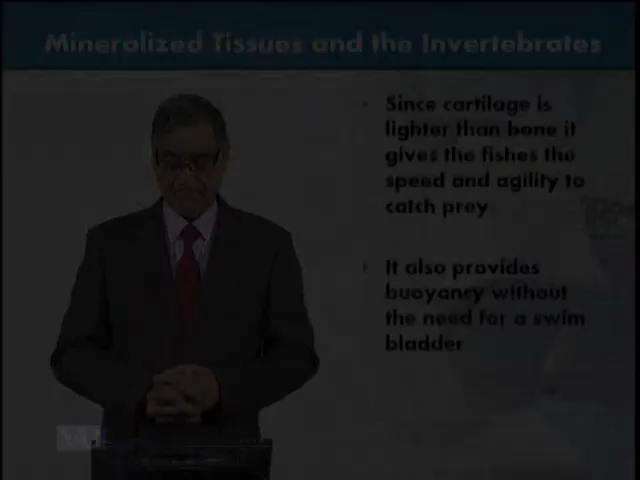 Mineralized Tissues and the Invertebrates
Since cartilage is
lighter than bone it
gives the fishes the
speed and agility to
catch prey
It also provides
buoyancy without
the need for a swim
bladder